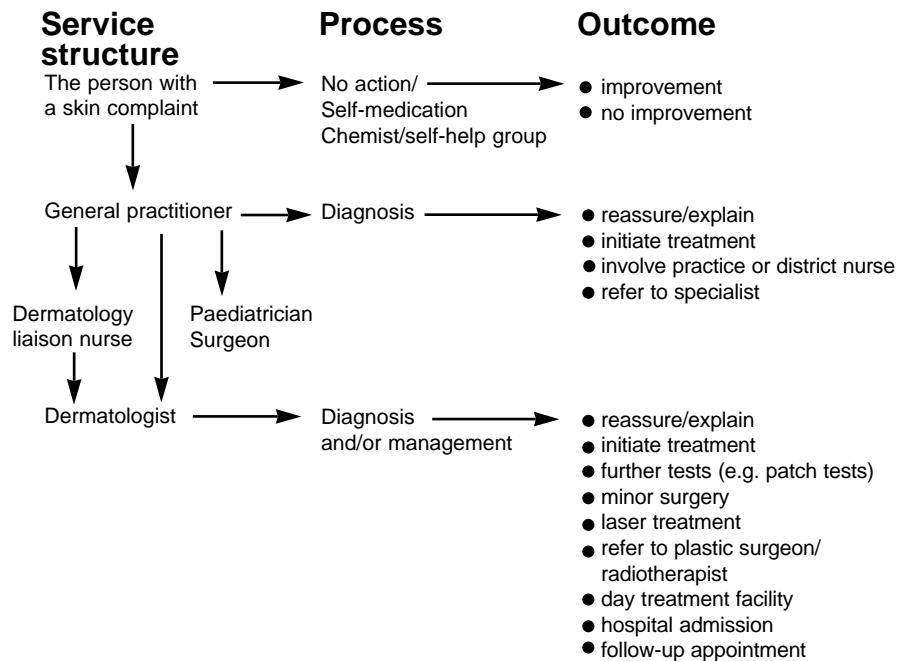 Service
structure
Process
Outcome
The person with
a skin complaint
No action/
Self-medication
Chemist/self-help group
● improvement
● no improvement
General practitioner
Diagnosis
● reassure/explain
● initiate treatment
● involve practice or district nurse
● refer to specialist
Dermatology
liaison nurse
Paediatrician
Surgeon
Dermatologist
Diagnosis
and/or management
● reassure/explain
● initiate treatment
● further tests (e.g. patch tests)
● minor surgery
● laser treatment
● refer to plastic surgeon/
radiotherapist
● day treatment facility
● hospital admission
● follow-up appointment